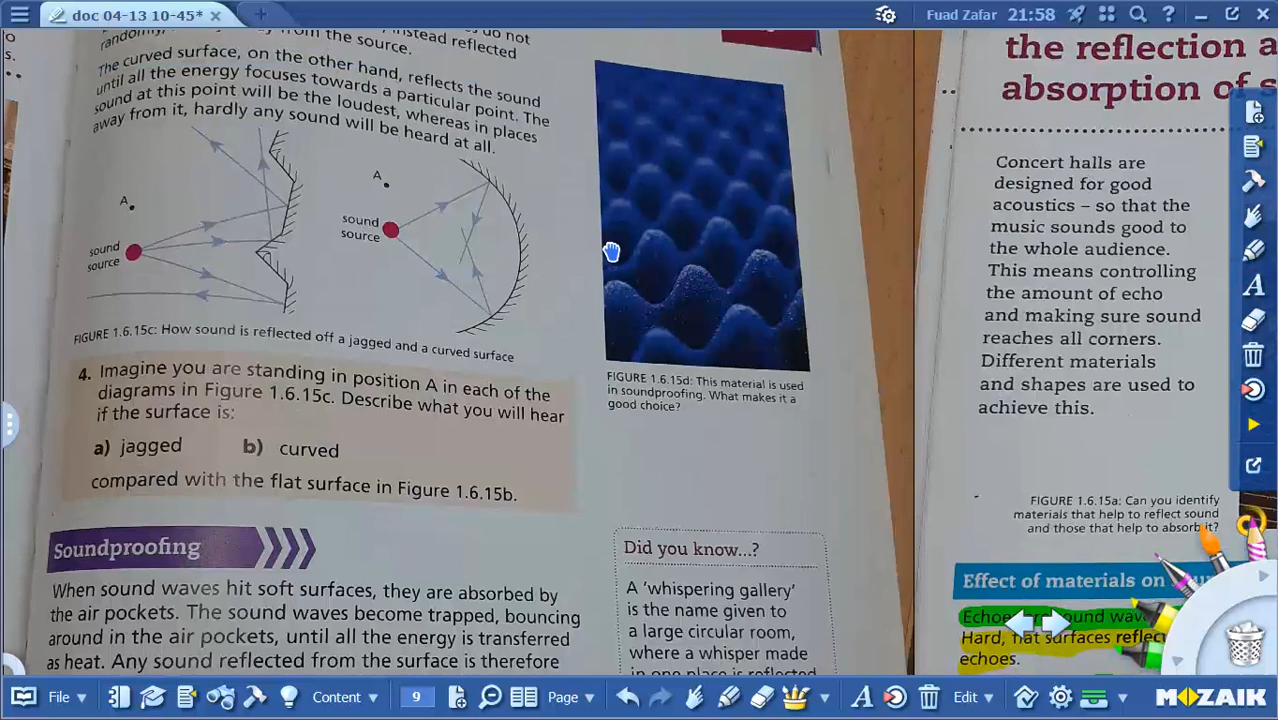 doc 04-13 10-45*
Fuad Zafar 21:58
do not
randomly, from the source. instead reflected
The curved surface, on the other hand, reflects the sound
until all the energy focuses towards a particular point. The
sound at this point will be the loudest, whereas in places
away from it, hardly any sound will be heard at all.
A
sound
source
A
sound
source
FIGURE 1.6.15c: How sound is reflected off a jagged and a curved surface
4. Imagine you are standing in position A in each of the
diagrams in Figure 1.6.15c. Describe what you will hear
if the surface is:
a) jagged b) curved
compared with the flat surface in Figure 1.6.15b.
Soundproofing
When sound waves hit soft surfaces, they are absorbed by
the air pockets. The sound waves become trapped, bouncing
around in the air pockets, until all the energy is transferred
as heat. Any sound reflected from the surface is therefore
FIGURE 1.6.15d: This material is used
in soundproofing. What makes it a
good choice?
Did you know...?
A 'whispering gallery'
is the name given to
a large circular room,
where a whisper made
in one place is reflected
the reflection a
absorption of s
Concert halls are
designed for good
acoustics – so that the
music sounds good to
the whole audience.
This means controlling
the amount of echo
and making sure sound
reaches all corners.
Different materials
and shapes are used to
achieve this.
FIGURE 1.6.15a: Can you identify
materials that help to reflect sound
and those that help to absorb it?
Effect of materials on
sound wav
Hard, flat surfaces reflec
echoes.
File Content 9 Page Edit MOZAIK